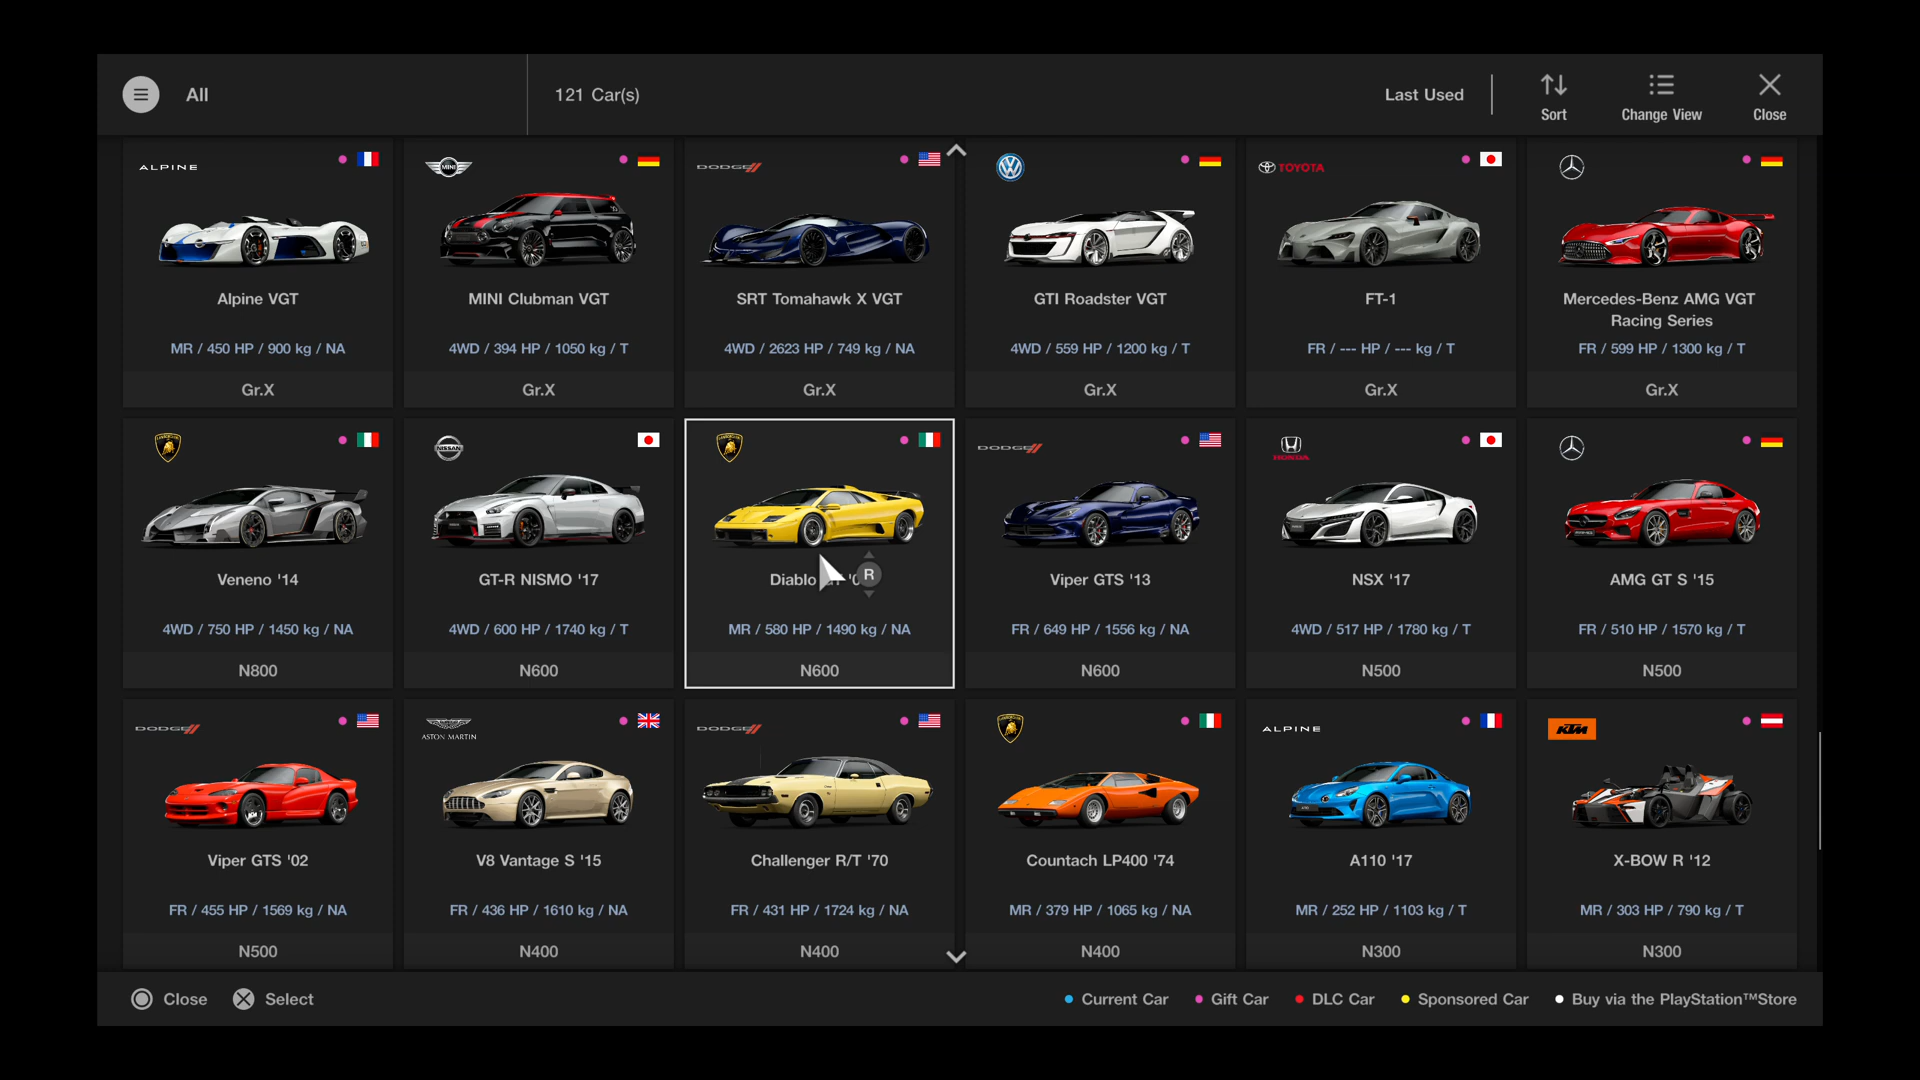 All
121 Car(s)
Last Used
Sort
Change View
Close
ALPINE
MINI
DODGE
TOYOTA
Alpine VGT
MINI Clubman VGT
SRT Tomahawk X VGT
GTI Roadster VGT
FT-1
Mercedes-Benz AMG VGT
Racing Series
MR / 450 HP / 900 kg / NA
4WD / 394 HP / 1050 kg / T
4WD / 2623 HP / 749 kg / NA
4WD / 559 HP / 1200 kg / T
FR / --- HP / --- kg / T
FR / 599 HP / 1300 kg / T
Gr.X
Gr.X
Gr.X
Gr.X
Gr.X
Gr.X
NISSAN
DODGE
HONDA
Veneno '14
GT-R NISMO '17
Diablo
R
Viper GTS '13
NSX '17
AMG GT S '15
4WD / 750 HP / 1450 kg / NA
4WD / 600 HP / 1740 kg / T
MR / 580 HP / 1490 kg / NA
FR / 649 HP / 1556 kg / NA
4WD / 517 HP / 1780 kg / T
FR / 510 HP / 1570 kg / T
N800
N600
N600
N600
N500
N500
DODGE
ASTON MARTIN
DODGE
ALPINE
KTM
Viper GTS '02
V8 Vantage S '15
Challenger R/T '70
Countach LP400 '74
A110 '17
X-BOW R '12
FR / 455 HP / 1569 kg / NA
FR / 436 HP / 1610 kg / NA
FR / 431 HP / 1724 kg / NA
MR / 379 HP / 1065 kg / NA
MR / 252 HP / 1103 kg / T
MR / 303 HP / 790 kg / T
N500
N400
N400
N400
N300
N300
Close
Select
Current Car
Gift Car
DLC Car
Sponsored Car
Buy via the PlayStation™Store